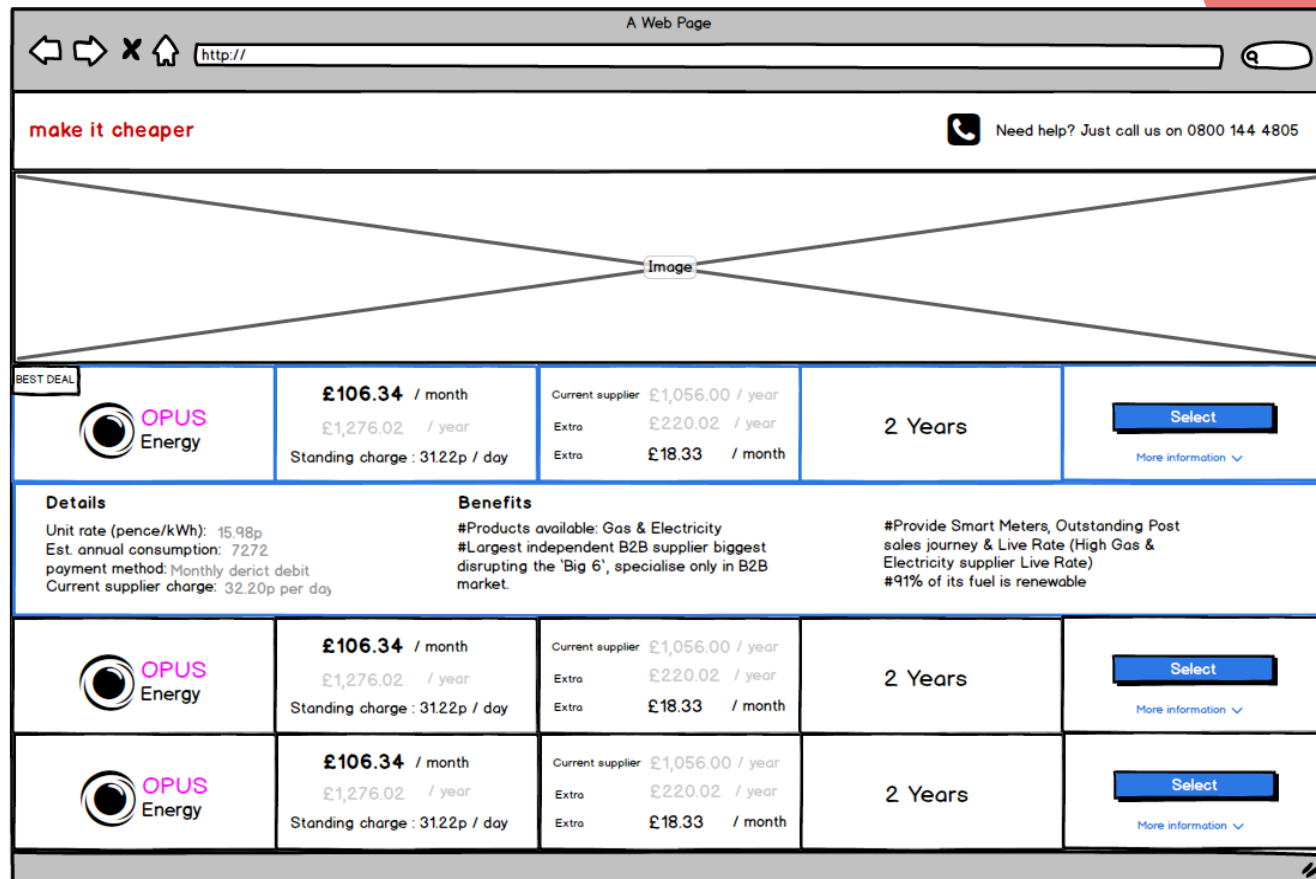 A Web Page
http://
make it cheaper
Need help? Just call us on 0800 144 4805
Image
BEST DEAL
OPUS
Energy
£106.34 / month
£1,276.02 / year
Standing charge : 31.22p / day
Current supplier £1,056.00 / year
Extra £220.02 / year
Extra £18.33 / month
2 Years
Select
More information
Details
Unit rate (pence/kWh): 15.98p
Est. annual consumption: 7272
payment method: Monthly derict debit
Current supplier charge: 32.20p per day
Benefits
#Products available: Gas & Electricity
#Largest independent B2B supplier biggest
disrupting the 'Big 6', specialise only in B2B
market.
#Provide Smart Meters, Outstanding Post
sales journey & Live Rate (High Gas &
Electricity supplier Live Rate)
#91% of its fuel is renewable
OPUS
Energy
£106.34 / month
£1,276.02 / year
Standing charge : 31.22p / day
Current supplier £1,056.00 / year
Extra £220.02 / year
Extra £18.33 / month
2 Years
Select
More information
OPUS
Energy
£106.34 / month
£1,276.02 / year
Standing charge : 31.22p / day
Current supplier £1,056.00 / year
Extra £220.02 / year
Extra £18.33 / month
2 Years
Select
More information